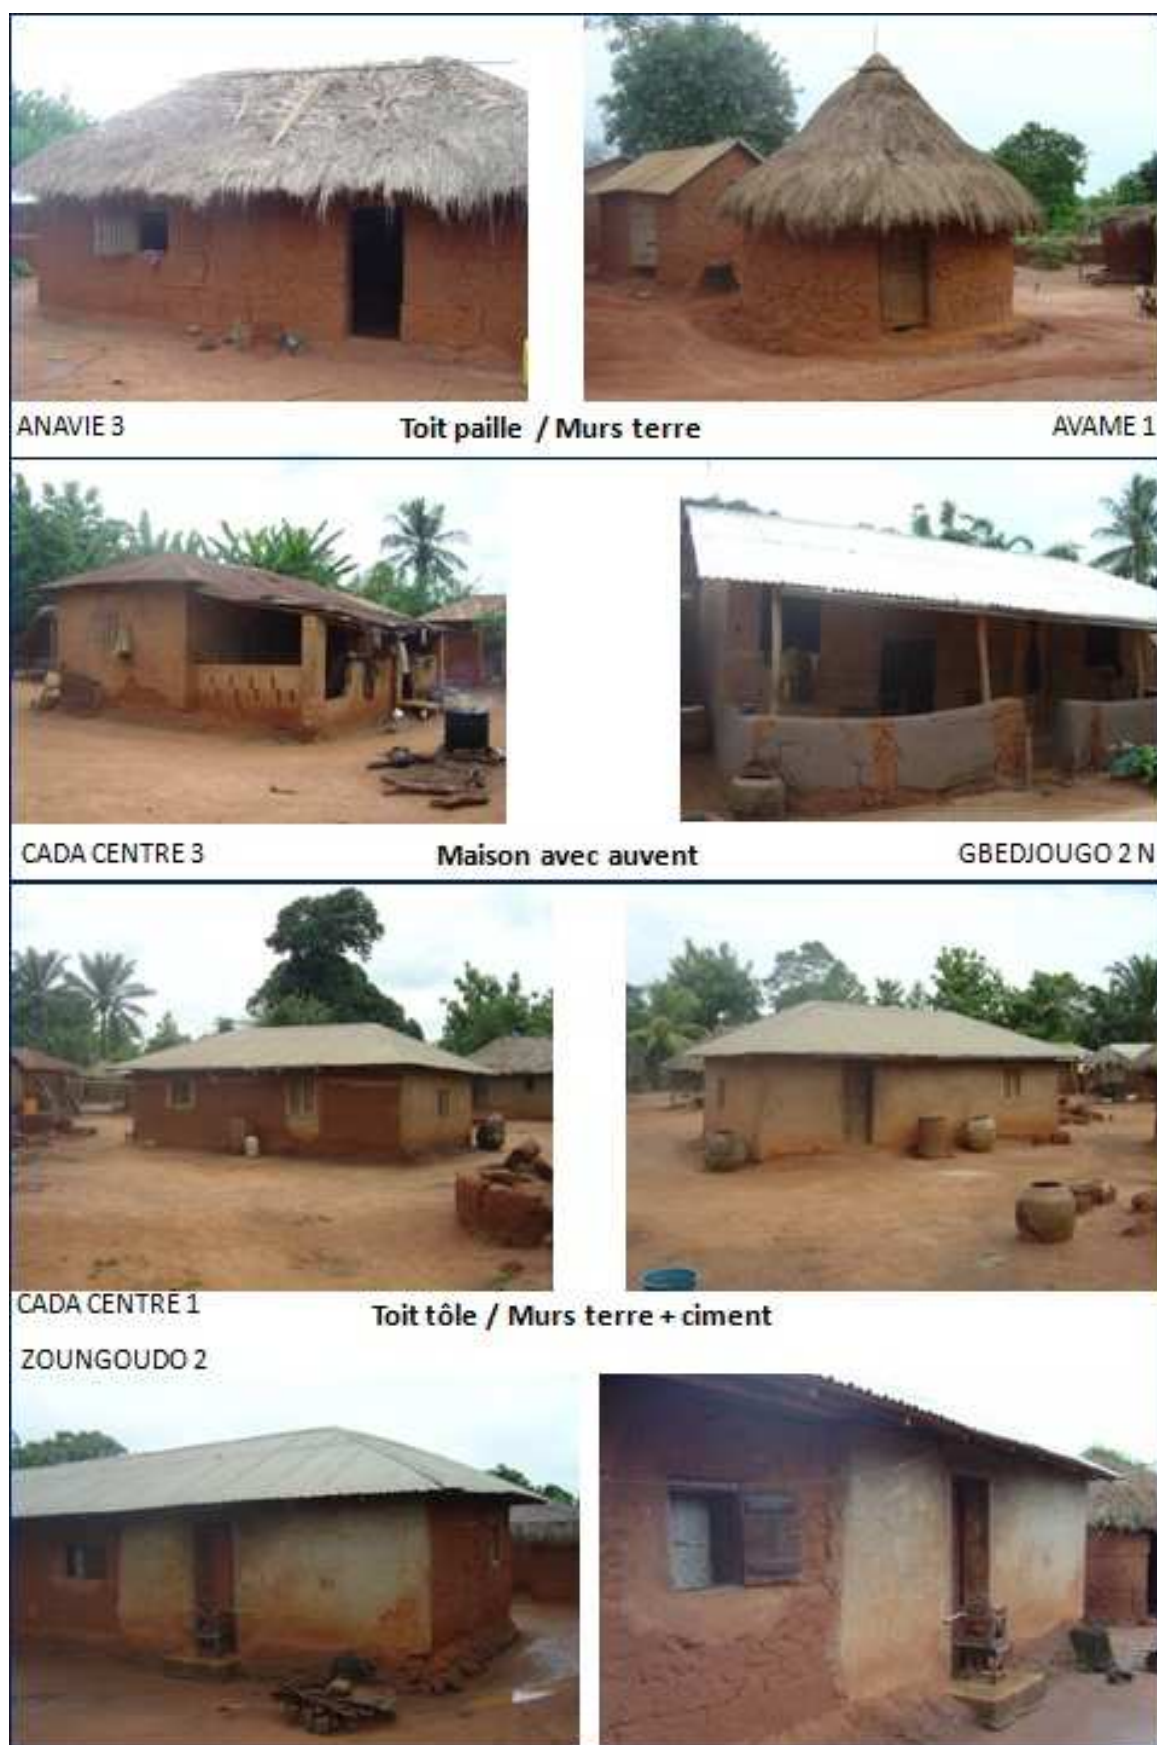 ANAVIE 3 Toit paille / Murs terre AVAME 1
CADA CENTRE 3 Maison avec auvent GBEDJOUGO 2 N
CADA CENTRE 1 Toit tôle / Murs terre + ciment
ZOUNGOUDO 2